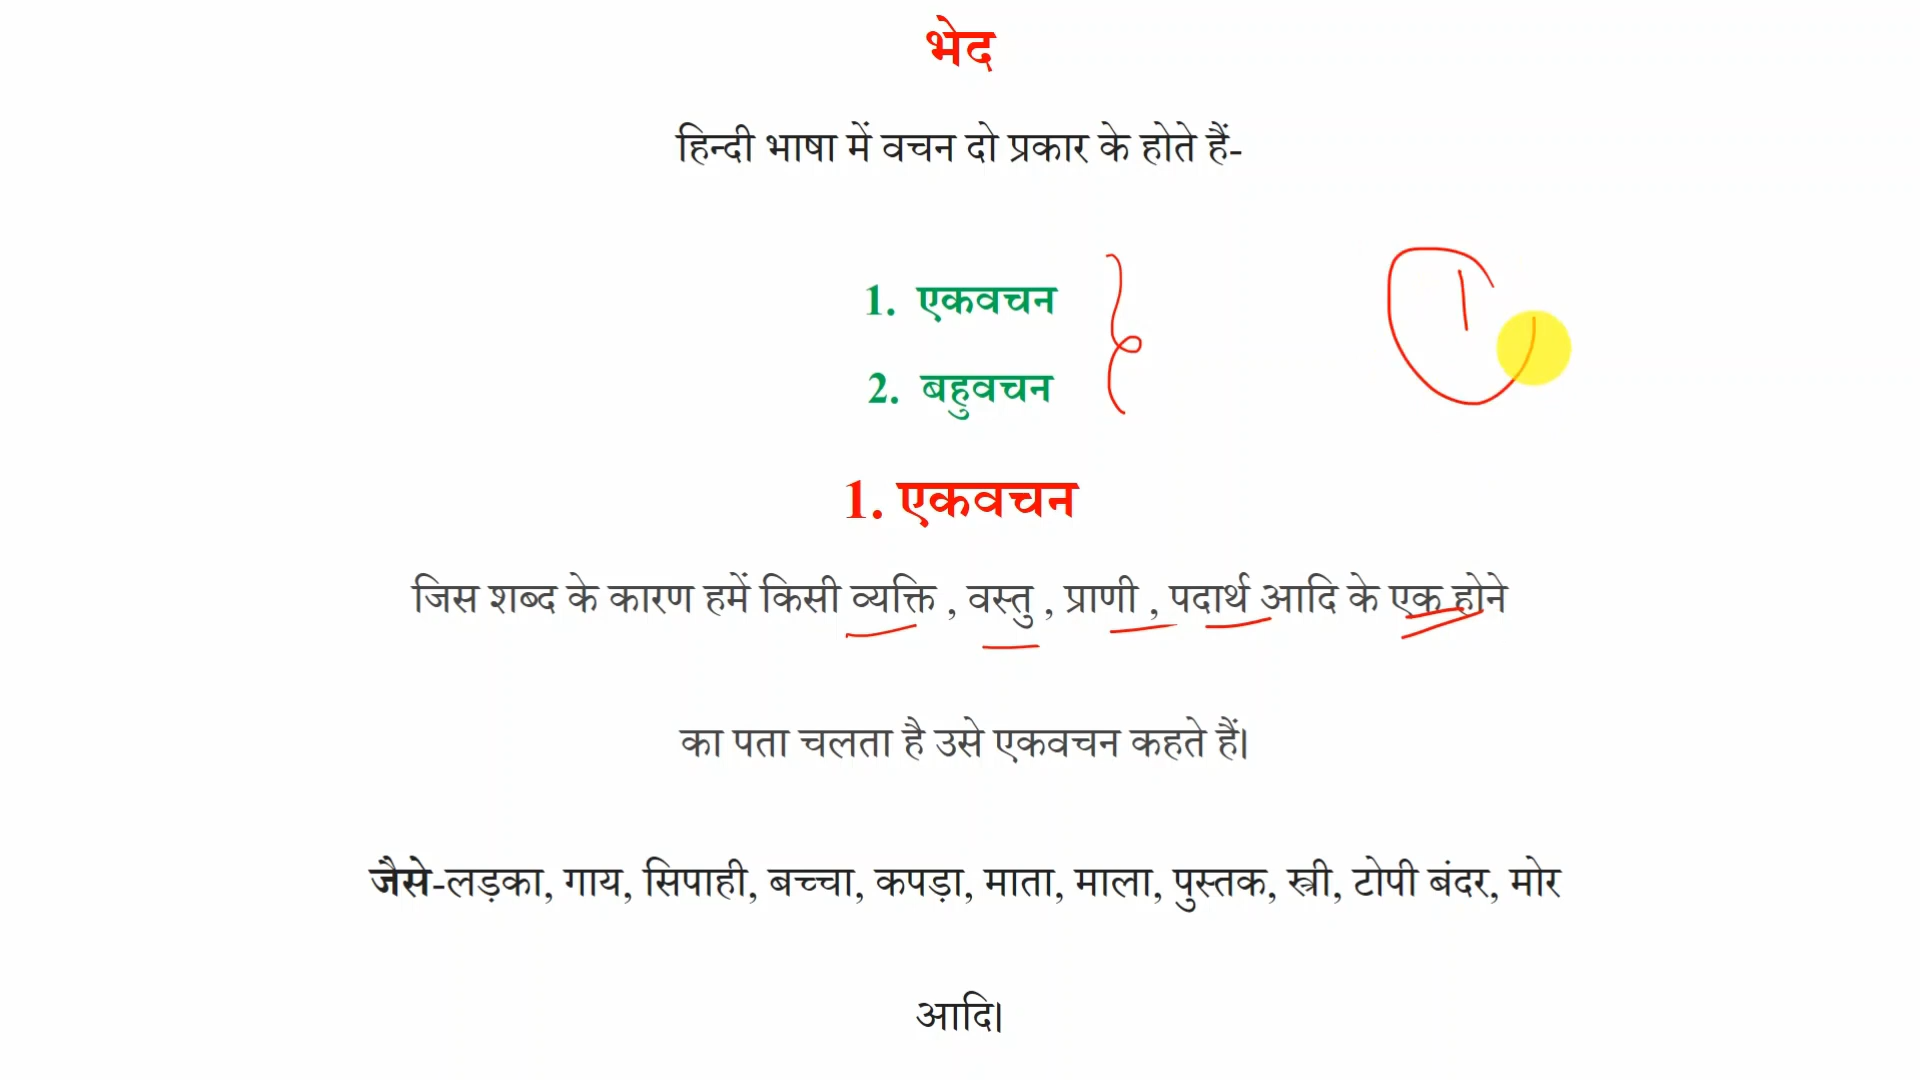 भेद
हिन्दी भाषा में वचन दो प्रकार के होते हैं-
1. एकवचन
2. बहुवचन
1
1. एकवचन
जिस शब्द के कारण हमें किसी व्यक्ति , वस्तु , प्राणी , पदार्थ आदि के एक होने
का पता चलता है उसे एकवचन कहते हैं।
जैसे-लड़का, गाय, सिपाही, बच्चा, कपड़ा, माता, माला, पुस्तक, स्त्री, टोपी बंदर, मोर
आदि।